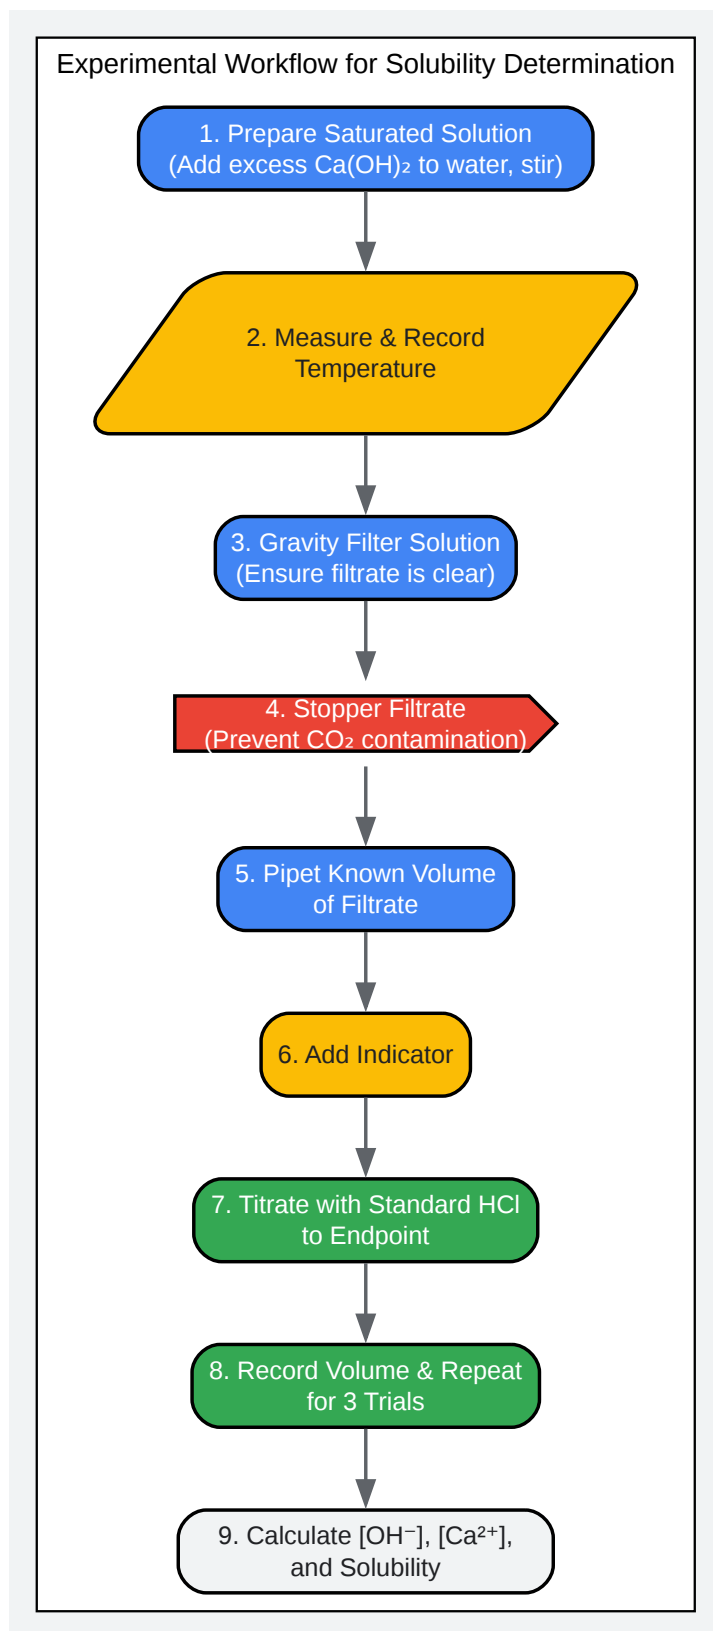 Experimental Workflow for Solubility Determination
1. Prepare Saturated Solution
(Add excess Ca(OH)₂ to water, stir)
2. Measure & Record
Temperature
3. Gravity Filter Solution
(Ensure filtrate is clear)
4. Stopper Filtrate
(Prevent CO₂ contamination)
5. Pipet Known Volume
of Filtrate
6. Add Indicator
7. Titrate with Standard HCl
to Endpoint
8. Record Volume & Repeat
for 3 Trials
9. Calculate [OH⁻], [Ca²⁺],
and Solubility